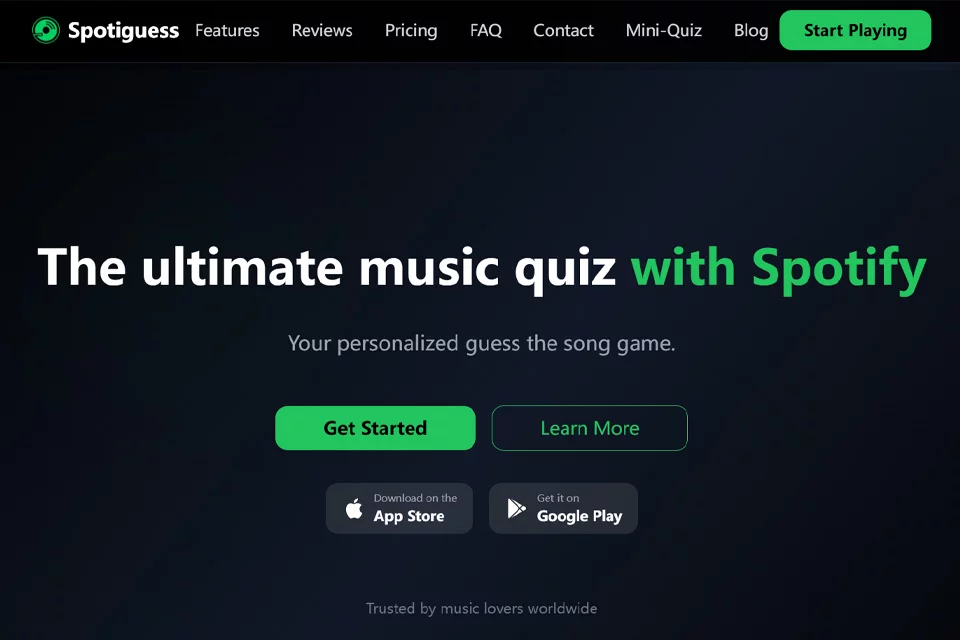 Spotiguess Features Reviews Pricing FAQ Contact Mini-Quiz Blog Start Playing
The ultimate music quiz with Spotify
Your personalized guess the song game.
Get Started Learn More
Download on the Get it on
App Store Google Play
Trusted by music lovers worldwide